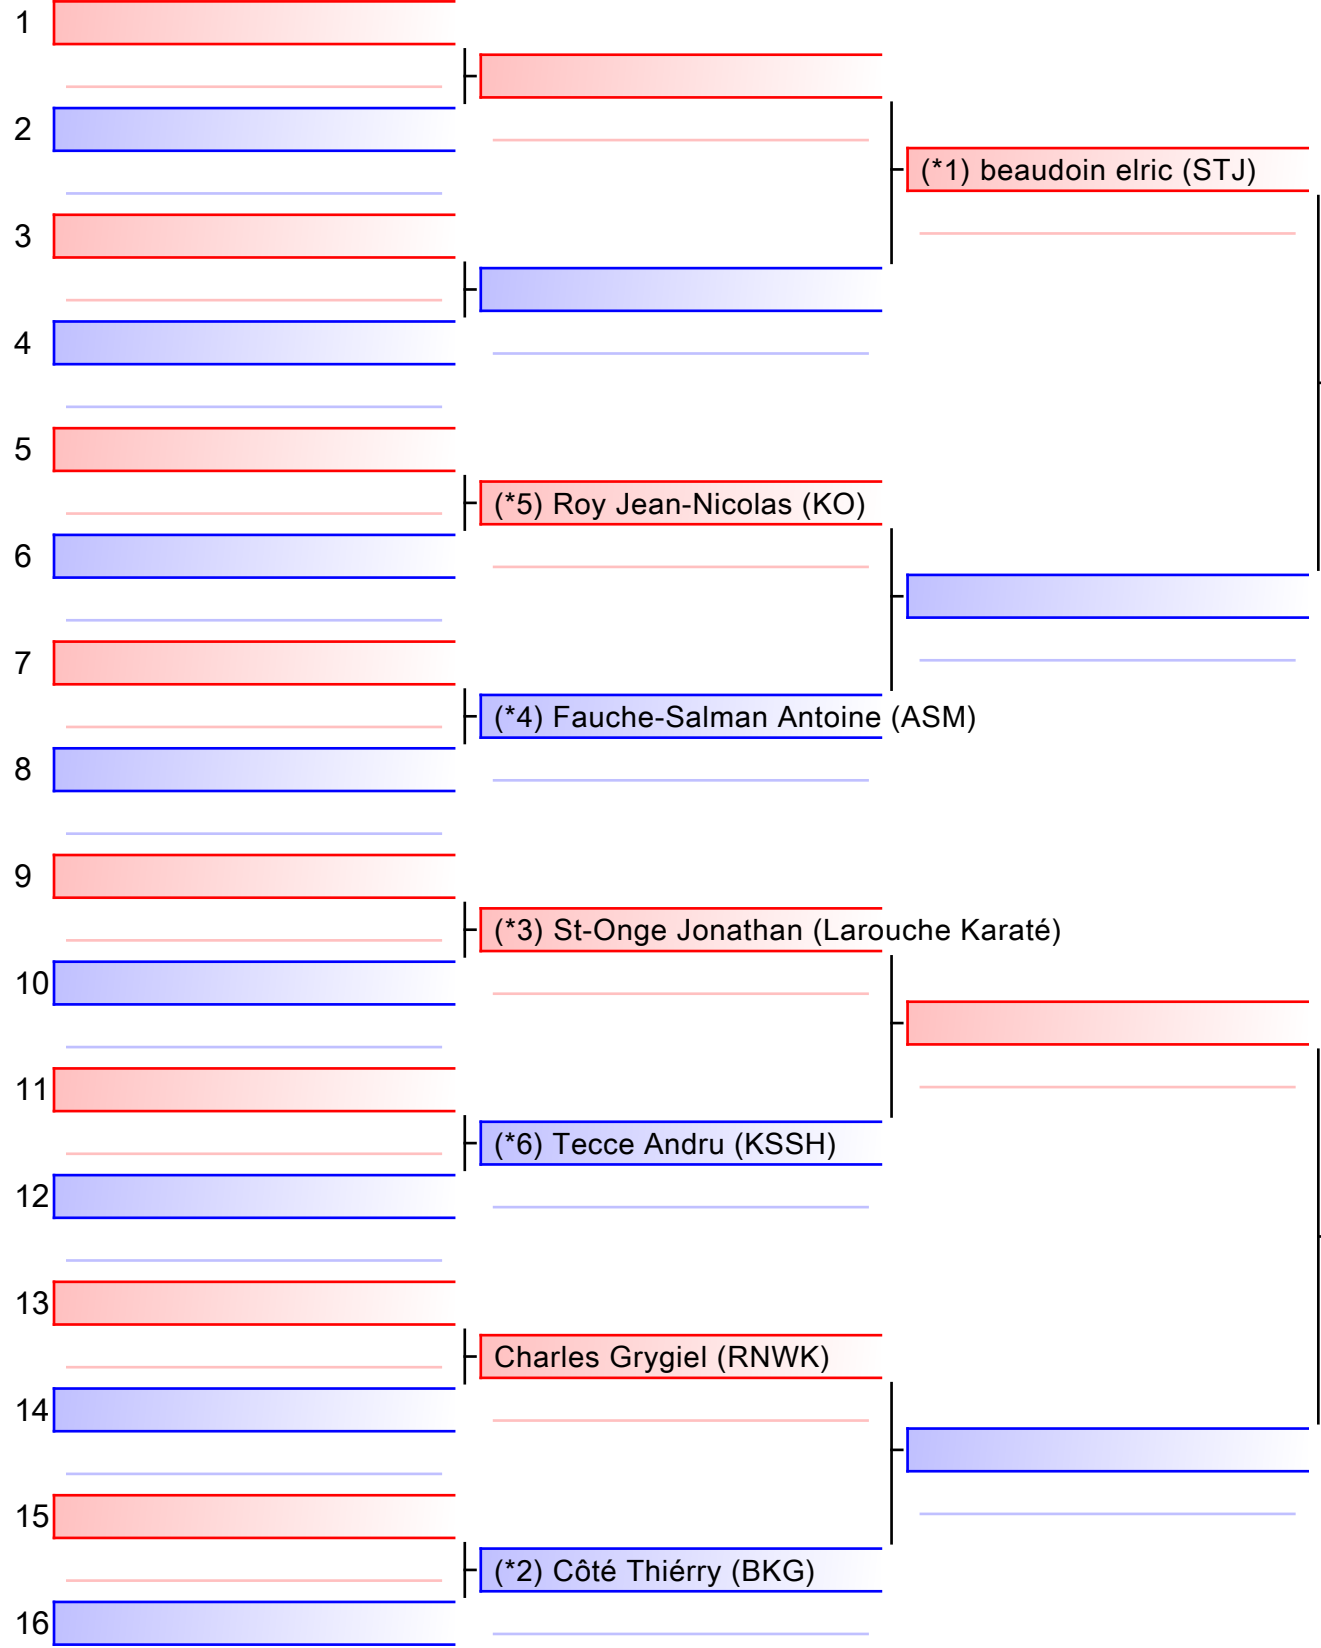 1
2
(*1) beaudoin elric (STJ)
3
4
5
(*5) Roy Jean-Nicolas (KO)
6
7
(*4) Fauche-Salman Antoine (ASM)
8
9
(*3) St-Onge Jonathan (Larouche Karaté)
10
11
(*6) Tecce Andru (KSSH)
12
13
Charles Grygiel (RNWK)
14
15
(*2) Côté Thiérry (BKG)
16